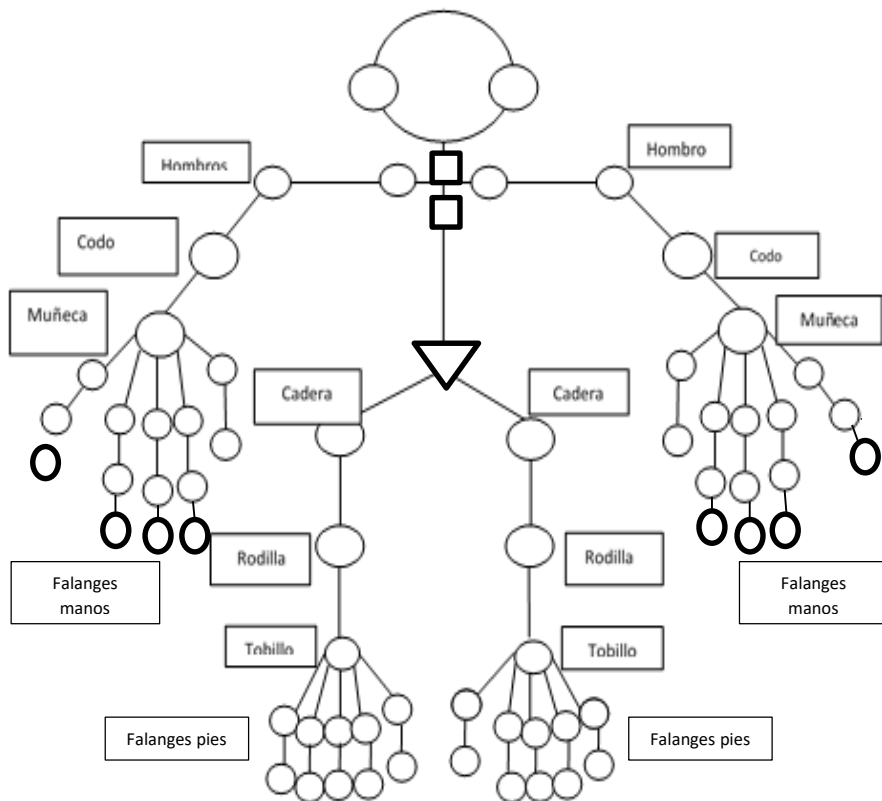 Hombros
Hombro
Codo
Codo
Muñeca
Muñeca
Cadera
Cadera
Rodilla
Rodilla
Falanges
manos
Falanges
manos
Tobillo
Tobillo
Falanges pies
Falanges pies